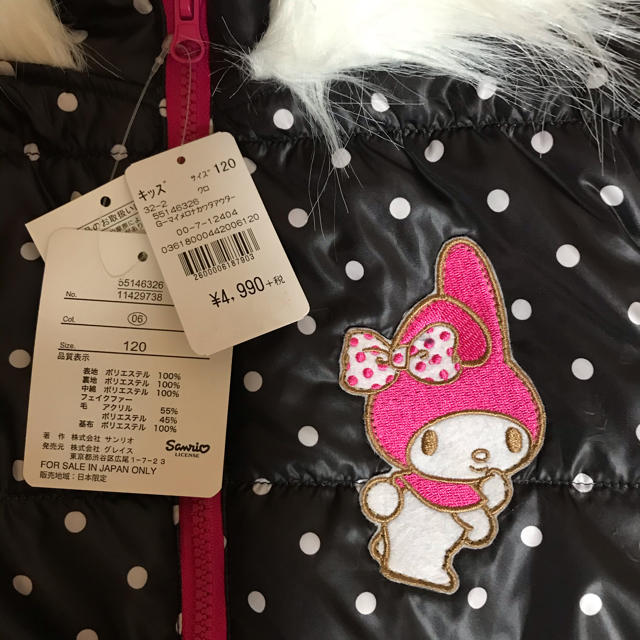 キッズ サイズ 120
32-2 クロ
55146326
G-マイメロナカワタアウター
00-7-12404
0361800044200 6120
2600006187903
¥4,990+税
のお取扱い
55146326
No. 11429738
Col. 06
SIZE 120
品質表示
表地 ポリエステル 100%
裏地 ポリエステル 100%
中綿 ポリエステル 100%
フェイクファー
毛 アクリル 55%
ポリエステル 45%
基布 ポリエステル 100%
著作 株式会社 サンリオ
発売元 株式会社 グレイス
東京都渋谷区広尾1-7-23
Sanrio
LICENSE
FOR SALE IN JAPAN ONLY
販売地域:日本限定